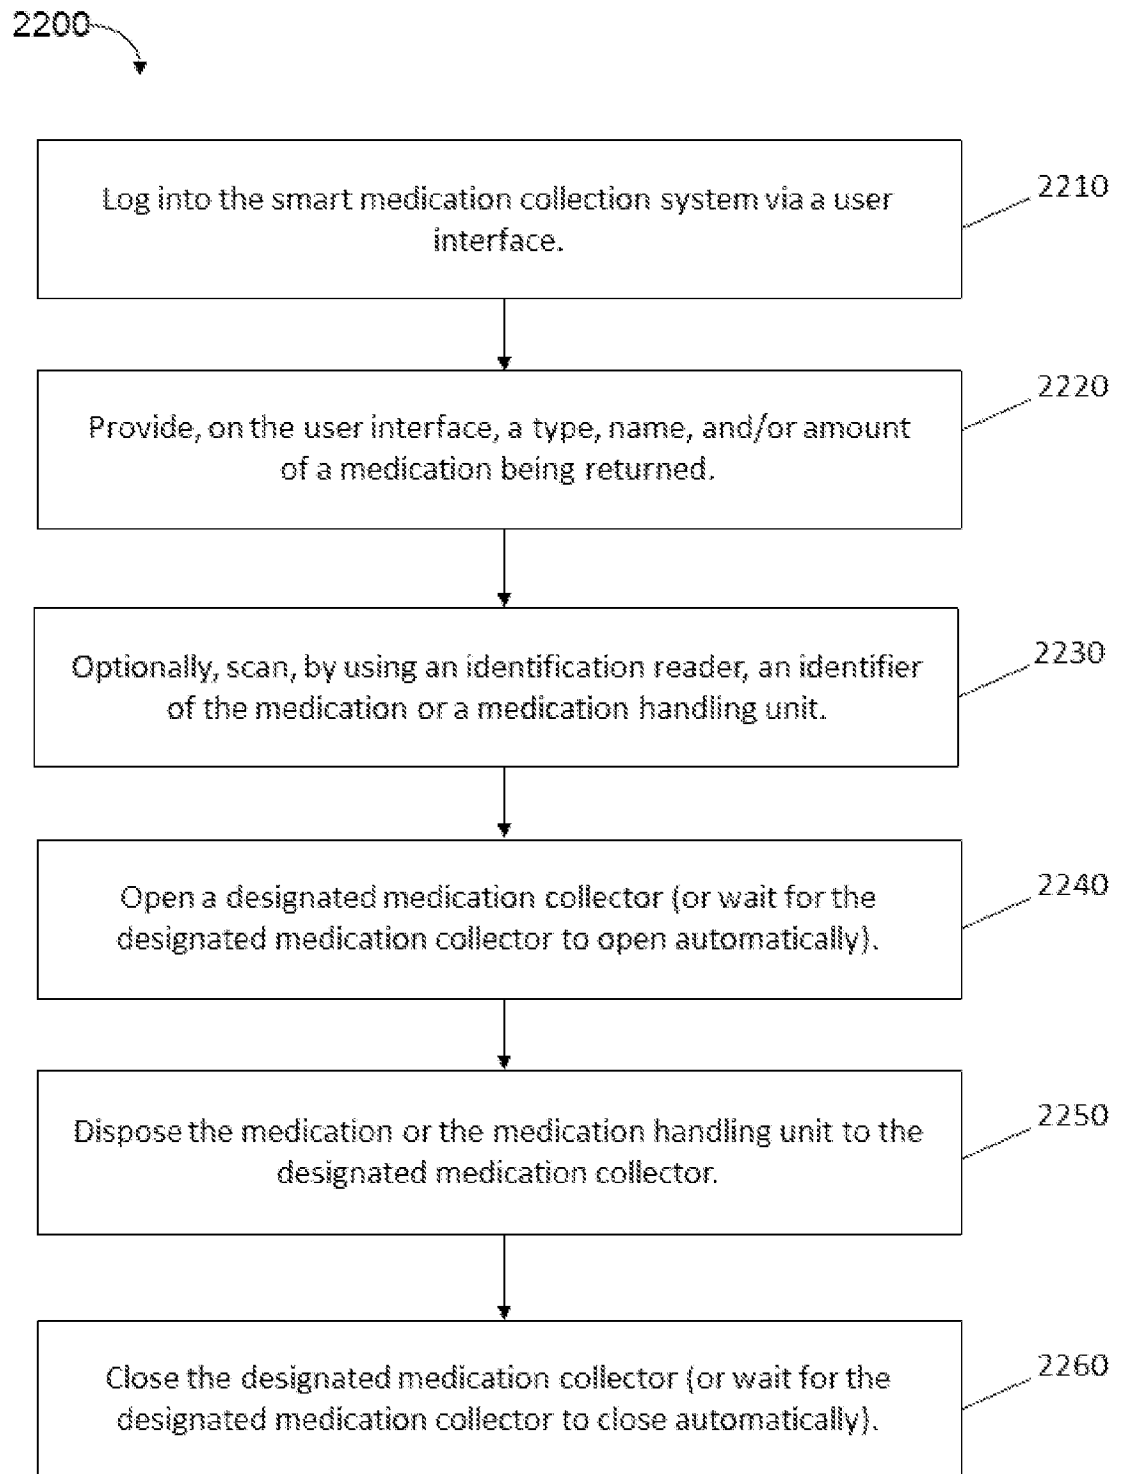 2200
Log into the smart medication collection system via a user
interface.
2210
Provide, on the user interface, a type, name, and/or amount
of a medication being returned.
2220
Optionally, scan, by using an identification reader, an identifier
of the medication or a medication handling unit.
2230
Open a designated medication collector (or wait for the
designated medication collector to open automatically).
2240
Dispose the medication or the medication handling unit to the
designated medication collector.
2250
Close the designated medication collector (or wait for the
designated medication collector to close automatically).
2260